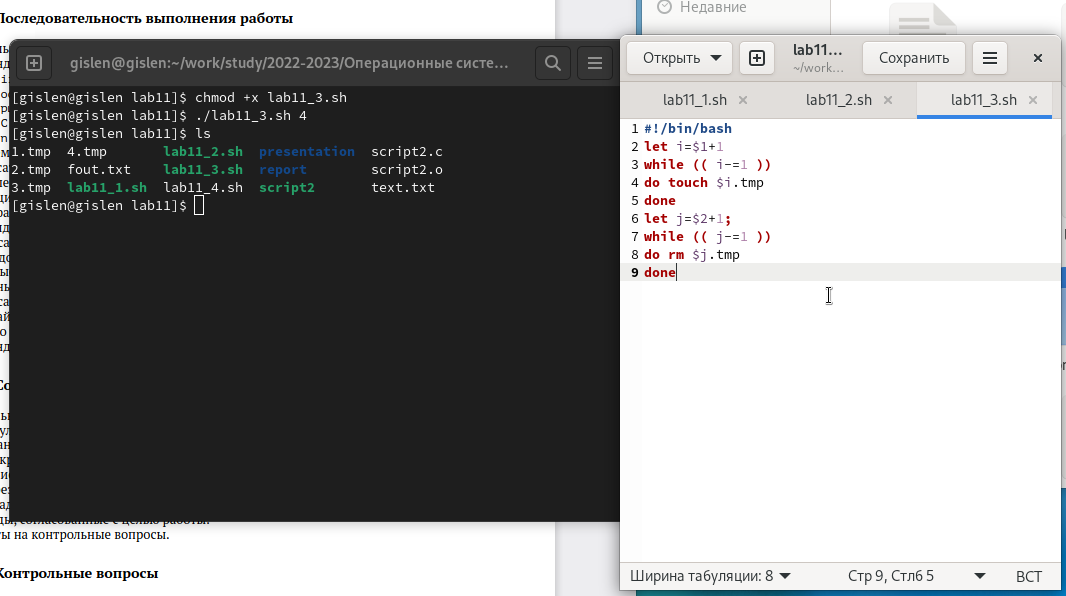 Последовательность выполнения работы
gislen@gislen:~/work/study/2022-2023/Операционные систе...
[gislen@gislen lab11]$ chmod +x lab11_3.sh
[gislen@gislen lab11]$ ./lab11_3.sh 4
[gislen@gislen lab11]$ ls
1.tmp 4.tmp lab11_2.sh presentation script2.c
2.tmp fout.txt lab11_3.sh report script2.o
3.tmp lab11_1.sh lab11_4.sh script2 text.txt
[gislen@gislen lab11]$
ты на контрольные вопросы.
Контрольные вопросы
Недавние
Открыть
lab11...
~/work...
Сохранить
lab11_1.sh
lab11_2.sh
lab11_3.sh
1 #!/bin/bash
2 let i=$1+1
3 while (( i-=1 ))
4 do touch $i.tmp
5 done
6 let j=$2+1;
7 while (( j-=1 ))
8 do rm $j.tmp
9 done
Ширина табуляции: 8
Стр 9, Стлб 5
ВСТ